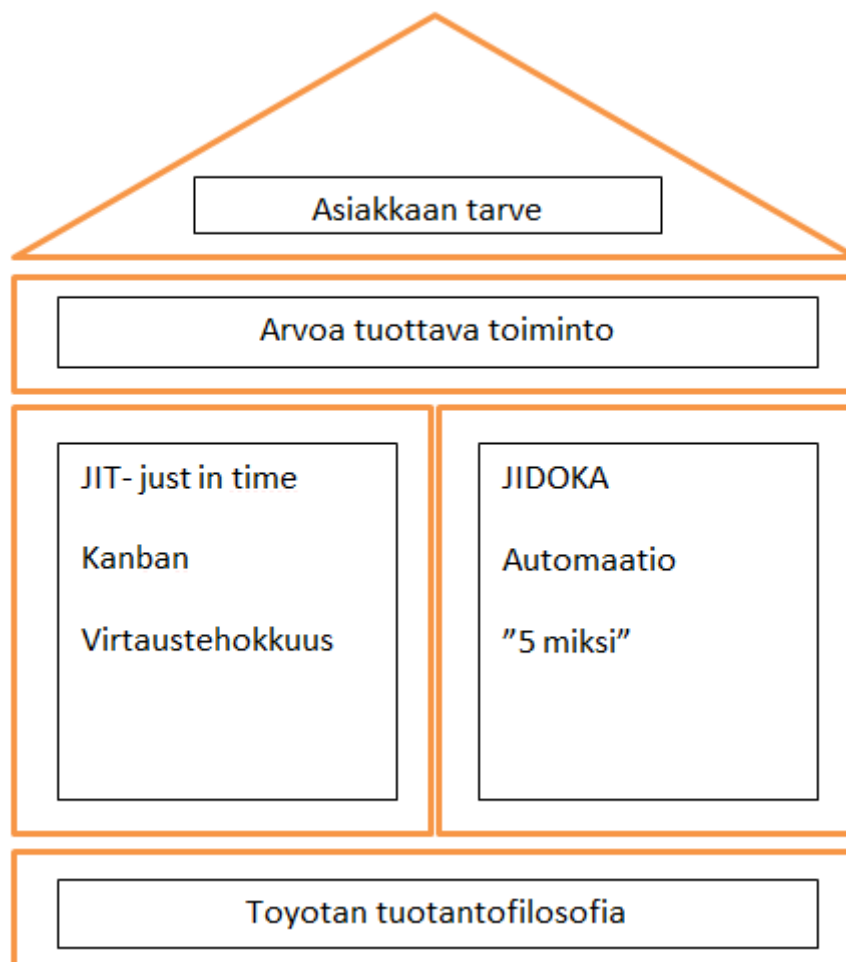 Asiakkaan tarve
Arvoa tuottava toiminto
JIT- just in time
Kanban
Virtaustehokkuus
JIDOKA
Automaatio
”5 miksi”
Toyotan tuotantofilosofia